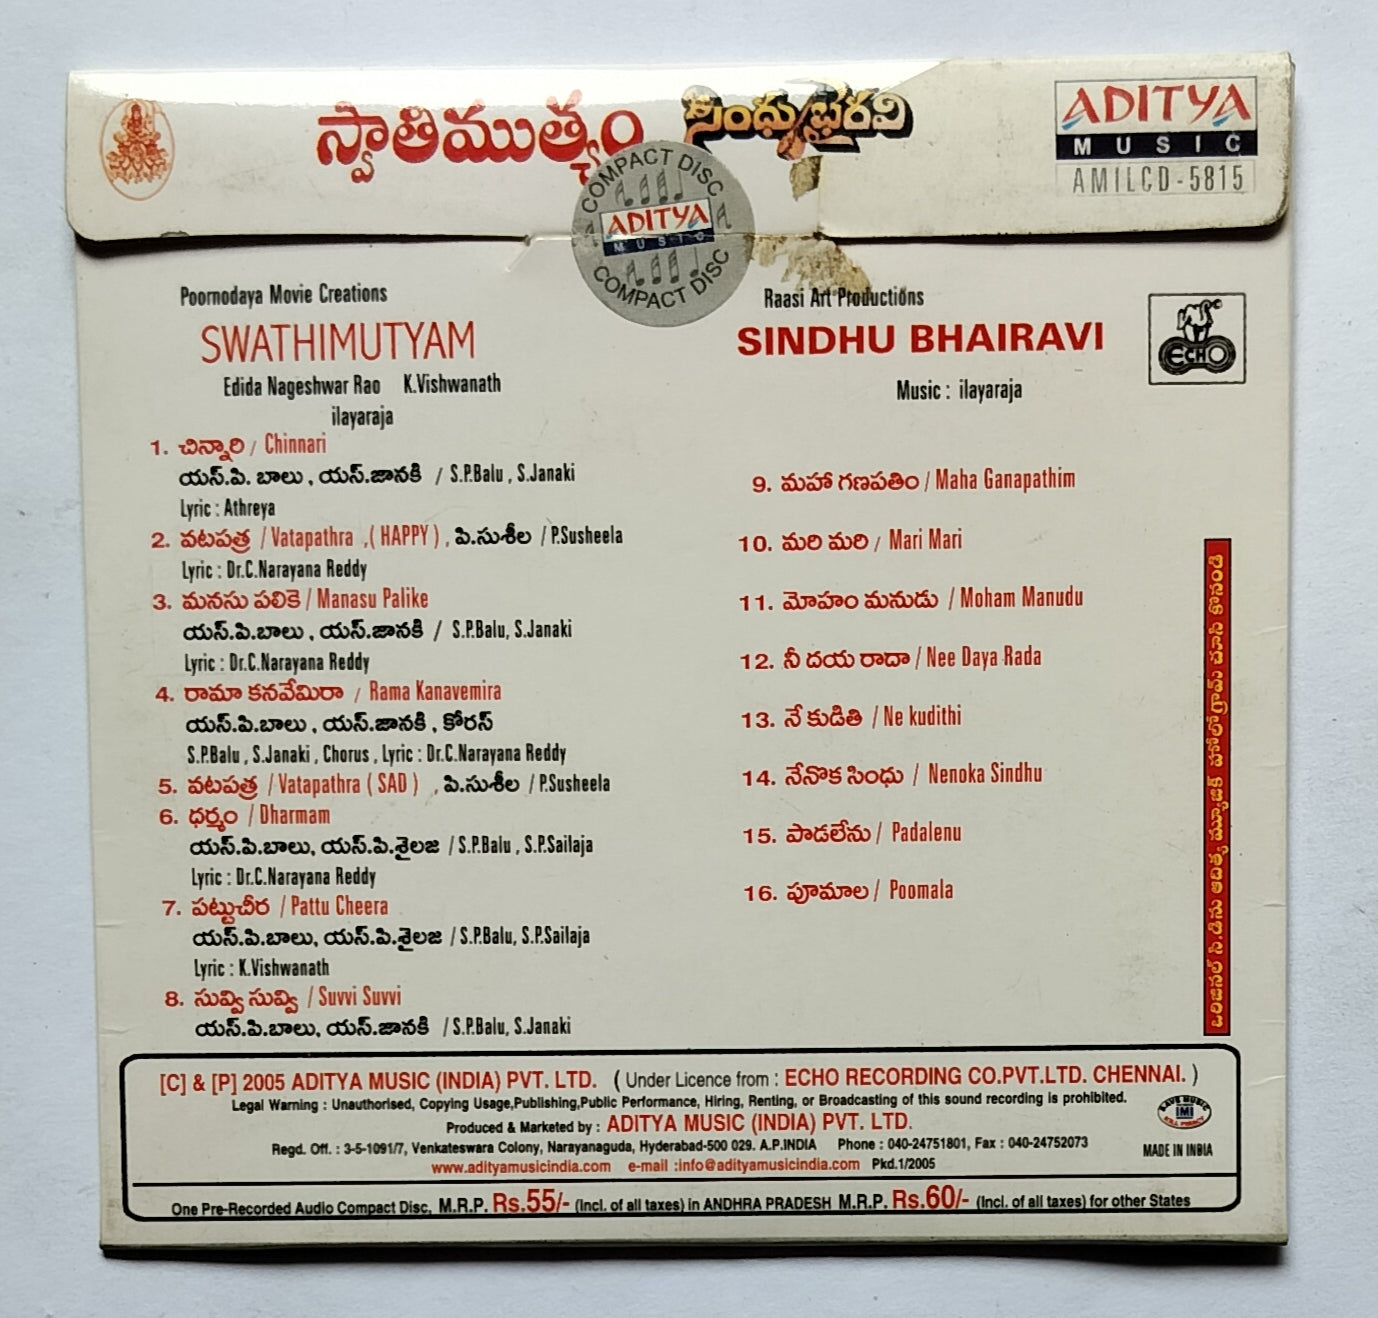 స్వాతిముత్యం సింధుభైరవి
ADITYA
MUSIC
AMILCD-5815
COMPACT DISC
ADITYA
MUSIC
COMPACT DISC
Poornodaya Movie Creations
SWATHIMUTYAM
Edida Nageshwar Rao K.Vishwanath
ilayaraja
1. చిన్నారి / Chinnari
యస్.పి. బాలు , యస్.జానకి / S.P.Balu , S.Janaki
Lyric : Athreya
2. వటపత్ర / Vatapathra ,( HAPPY ) , పి.సుశీల / P.Susheela
Lyric : Dr.C.Narayana Reddy
3. మనసు పలికె / Manasu Palike
యస్.పి.బాలు , యస్.జానకి / S.P.Balu, S.Janaki
Lyric : Dr.C.Narayana Reddy
4. రామా కనవేమిరా / Rama Kanavemira
యస్.పి.బాలు , యస్.జానకి , కోరస్
S.P.Balu , S.Janaki , Chorus , Lyric : Dr.C.Narayana Reddy
5. వటపత్ర / Vatapathra ( SAD ) , పి.సుశీల / P.Susheela
6. ధర్మం / Dharmam
యస్.పి.బాలు, యస్.పి.శైలజ / S.P.Balu , S.P.Sailaja
Lyric : Dr.C.Narayana Reddy
7. పట్టుచీర / Pattu Cheera
యస్.పి.బాలు, యస్.పి.శైలజ / S.P.Balu, S.P.Sailaja
Lyric : K.Vishwanath
8. సువ్వి సువ్వి / Suvvi Suvvi
యస్.పి.బాలు, యస్.జానకి / S.P.Balu, S.Janaki
Raasi Art Productions
SINDHU BHAIRAVI
ECHO
Music : ilayaraja
9. మహా గణపతిం / Maha Ganapathim
10. మరి మరి / Mari Mari
11. మోహం మనుడు / Moham Manudu
12. నీ దయ రాదా / Nee Daya Rada
13. నే కుడితి / Ne kudithi
14. నేనొక సింధు / Nenoka Sindhu
15. పాడలేను / Padalenu
16. పూమాల / Poomala
ఒరిజినల్ సి.డి.ను ఆదిత్య మ్యూజిక్ హాలోగ్రామ్ చూసి కొనండి
[C] & [P] 2005 ADITYA MUSIC (INDIA) PVT. LTD. ( Under Licence from : ECHO RECORDING CO.PVT.LTD. CHENNAI. )
Legal Warning : Unauthorised, Copying Usage,Publishing,Public Performance, Hiring, Renting, or Broadcasting of this sound recording is prohibited.
Produced & Marketed by : ADITYA MUSIC (INDIA) PVT. LTD.
Regd. Off. : 3-5-1091/7, Venkateswara Colony, Narayanaguda, Hyderabad-500 029. A.P.INDIA Phone : 040-24751801, Fax : 040-24752073
www.adityamusicindia.com e-mail :info@adityamusicindia.com Pkd.1/2005
SAVE MUSIC
IMI
KILL PIRACY
MADE IN INDIA
One Pre-Recorded Audio Compact Disc, M.R.P. Rs.55/- (Incl. of all taxes) in ANDHRA PRADESH M.R.P. Rs.60/- (Incl. of all taxes) for other States